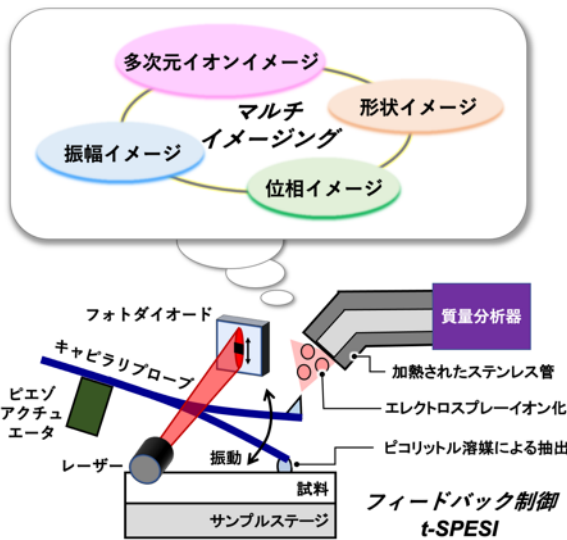 多次元イオンイメージ
マルチ
イメージング
形状イメージ
振幅イメージ
位相イメージ
フォトダイオード
質量分析器
キャピラリプローブ
加熱されたステンレス管
ピエゾ
アクチュ
エータ
エレクトロスプレーイオン化
振動
ピコリットル溶媒による抽出
レーザー
試料
サンプルステージ
フィードバック制御
t-SPESI